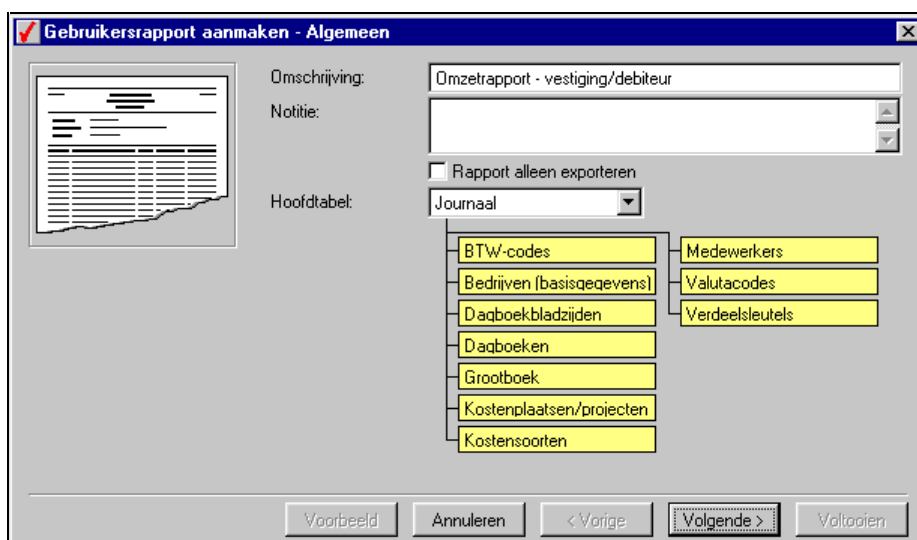 Gebruikersrapport aanmaken - Algemeen
Omschrijving: Omzetrapport - vestiging/debiteur
Notitie:
Rapport alleen exporteren
Hoofdtabel: Journaal
BTW-codes
Medewerkers
Bedrijven (basisgegevens)
Valutacodes
Dagboekbladzijden
Verdeelsleutels
Dagboeken
Grootboek
Kostenplaatsen/projecten
Kostensoorten
Voorbeeld Annuleren < Vorige Volgende > Voltooien